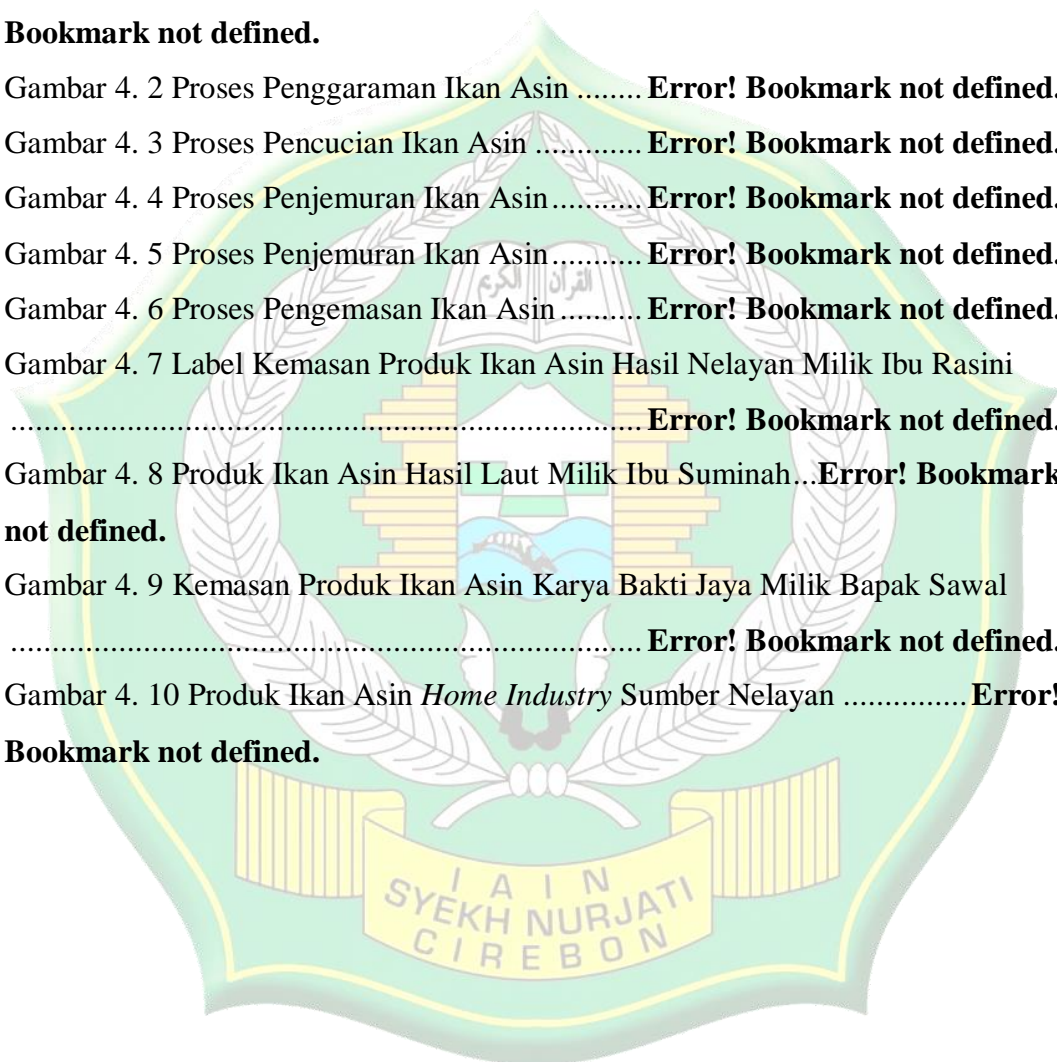 Bookmark not defined.
Gambar 4. 2 Proses Penggaraman Ikan Asin ........ Error! Bookmark not defined.
Gambar 4. 3 Proses Pencucian Ikan Asin ............. Error! Bookmark not defined.
Gambar 4. 4 Proses Penjemuran Ikan Asin ........... Error! Bookmark not defined.
Gambar 4. 5 Proses Penjemuran Ikan Asin ........... Error! Bookmark not defined.
Gambar 4. 6 Proses Pengemasan Ikan Asin .......... Error! Bookmark not defined.
Gambar 4. 7 Label Kemasan Produk Ikan Asin Hasil Nelayan Milik Ibu Rasini
............................................................................ Error! Bookmark not defined.
Gambar 4. 8 Produk Ikan Asin Hasil Laut Milik Ibu Suminah...Error! Bookmark
not defined.
Gambar 4. 9 Kemasan Produk Ikan Asin Karya Bakti Jaya Milik Bapak Sawal
............................................................................ Error! Bookmark not defined.
Gambar 4. 10 Produk Ikan Asin Home Industry Sumber Nelayan ............... Error!
Bookmark not defined.
القرآن الكريم
IAIN
SYEKH NURJATI
CIREBON